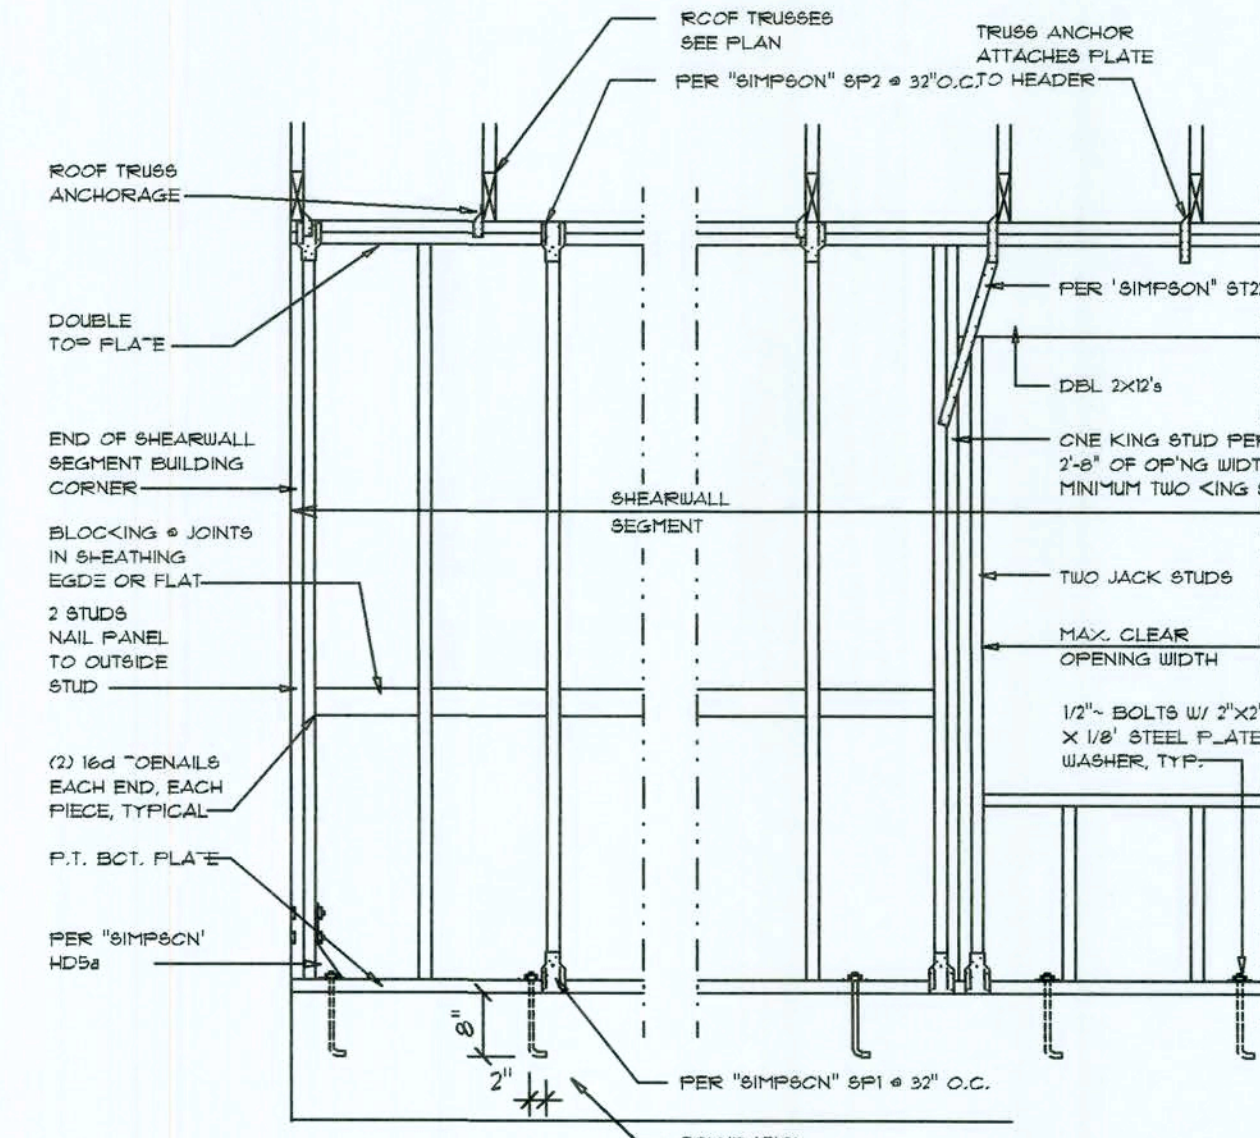 ROOF TRUSSES
SEE PLAN
PER "SIMPSON" SP2 @ 32"O.C.
TRUSS ANCHOR
ATTACHES PLATE
TO HEADER
ROOF TRUSS
ANCHORAGE
DOUBLE
TOP PLATE
END OF SHEARWALL
SEGMENT BUILDING
CORNER
BLOCKING @ JOINTS
IN SHEATHING
EGDE OR FLAT
2 STUDS
NAIL PANEL
TO OUTSIDE
STUD
(2) 16d TOENAILS
EACH END, EACH
PIECE, TYPICAL
P.T. BOT. PLATE
PER "SIMPSON'
HD5a
SHEARWALL
SEGMENT
PER 'SIMPSON" ST2
DBL 2X12's
ONE KING STUD PER
2'-8" OF OP'NG WIDT
MINIMUM TWO KING S
TWO JACK STUDS
MAX. CLEAR
OPENING WIDTH
1/2"~ BOLTS W/ 2"X2"
X 1/8' STEEL PLATE
WASHER, TYP.
8"
2"
PER "SIMPSON" SP1 @ 32" O.C.